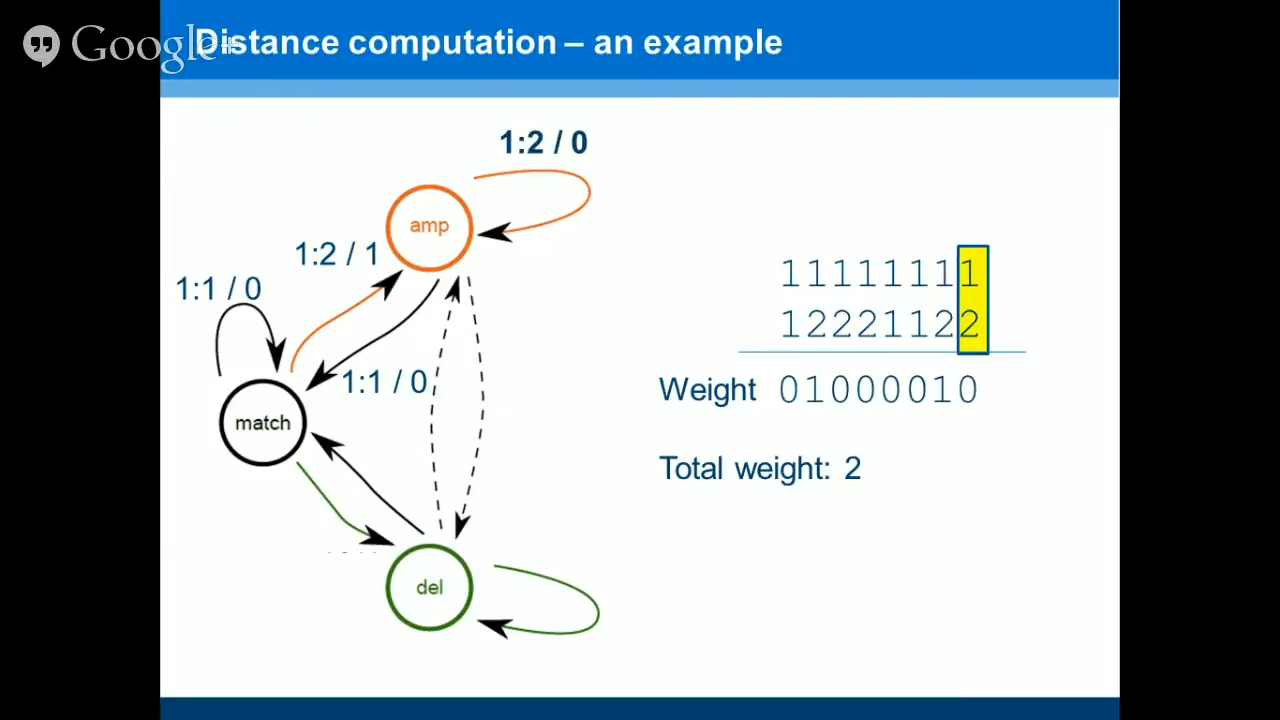 Google+
Distance computation – an example
1:2 / 0
amp
1:2 / 1
1:1 / 0
1:1 / 0
match
del
11111111
12221122
Weight 01000010
Total weight: 2